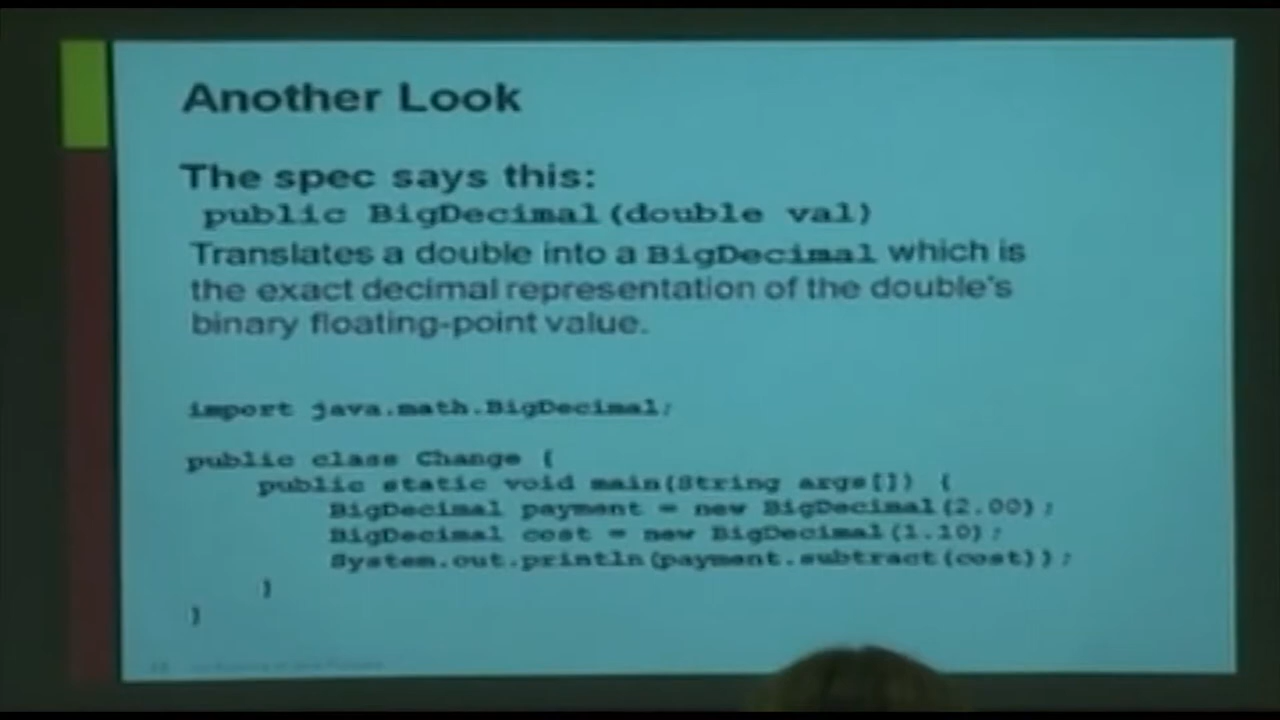 Another Look
The spec says this:
public BigDecimal(double val)
Translates a double into a BigDecimal which is
the exact decimal representation of the double's
binary floating-point value.
import java.math.BigDecimal;
public class Change {
public static void main(String args[]) {
BigDecimal payment = new BigDecimal(2.00);
BigDecimal cost = new BigDecimal(1.10);
System.out.println(payment.subtract(cost));
}
}